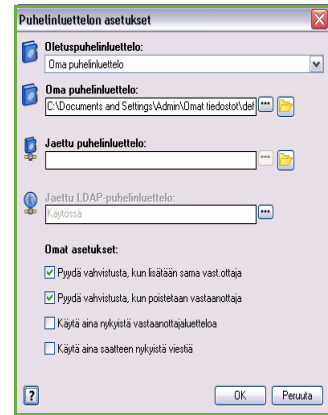 Puhelinluettelon asetukset
Oletuspuhelinluettelo:
Oma puhelinluettelo
Oma puhelinluettelo:
C:\Documents and Settings\Admin\Omat tiedostot\def
Jaettu puhelinluettelo:
Jaettu LDAP-puhelinluettelo:
Käytössä
Omat asetukset:
Pyydä vahvistusta, kun lisätään sama vast.ottaja
Pyydä vahvistusta, kun poistetaan vastaanottaja
Käytä aina nykyistä vastaanottajaluetteloa
Käytä aina saatteen nykyistä viestiä
?
OK
Peruuta